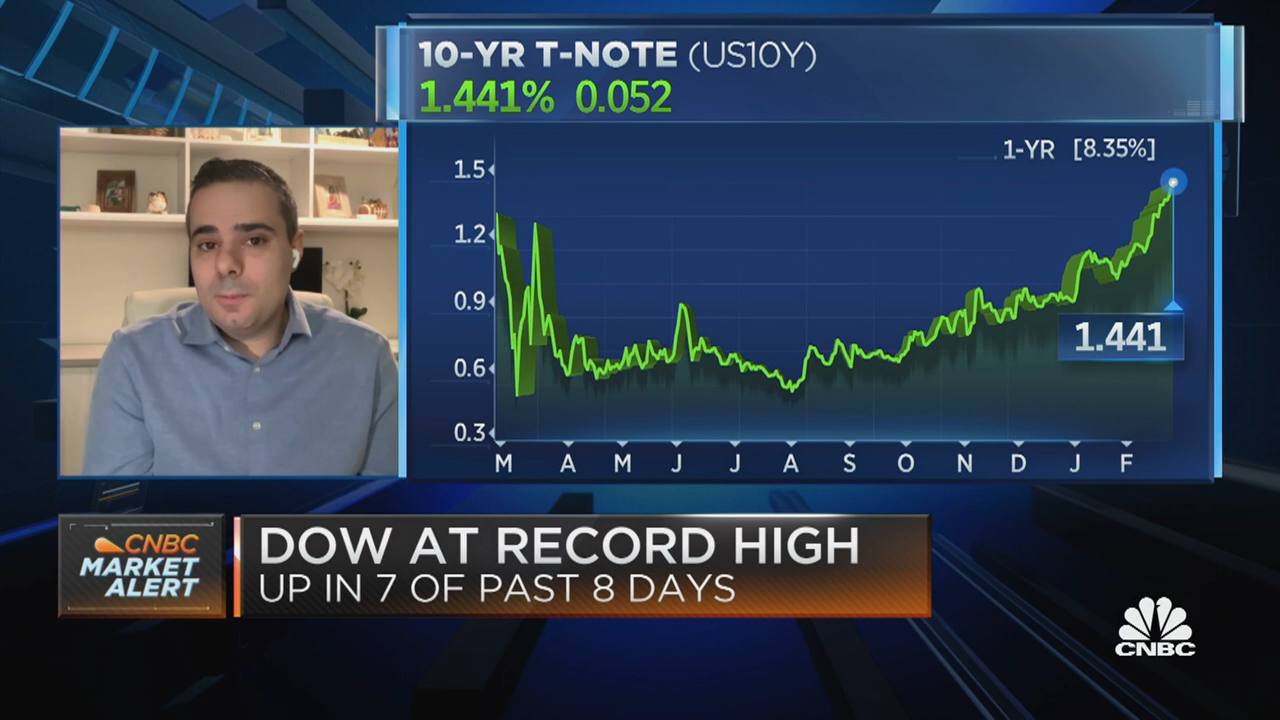 10-YR T-NOTE (US10Y)
1.441% 0.052
1-YR [8.35%]
1.5
1.2
0.9
0.6
0.3
1.441
M A M J J A S O N D J F
CNBC
MARKET
ALERT
DOW AT RECORD HIGH
UP IN 7 OF PAST 8 DAYS
CNBC